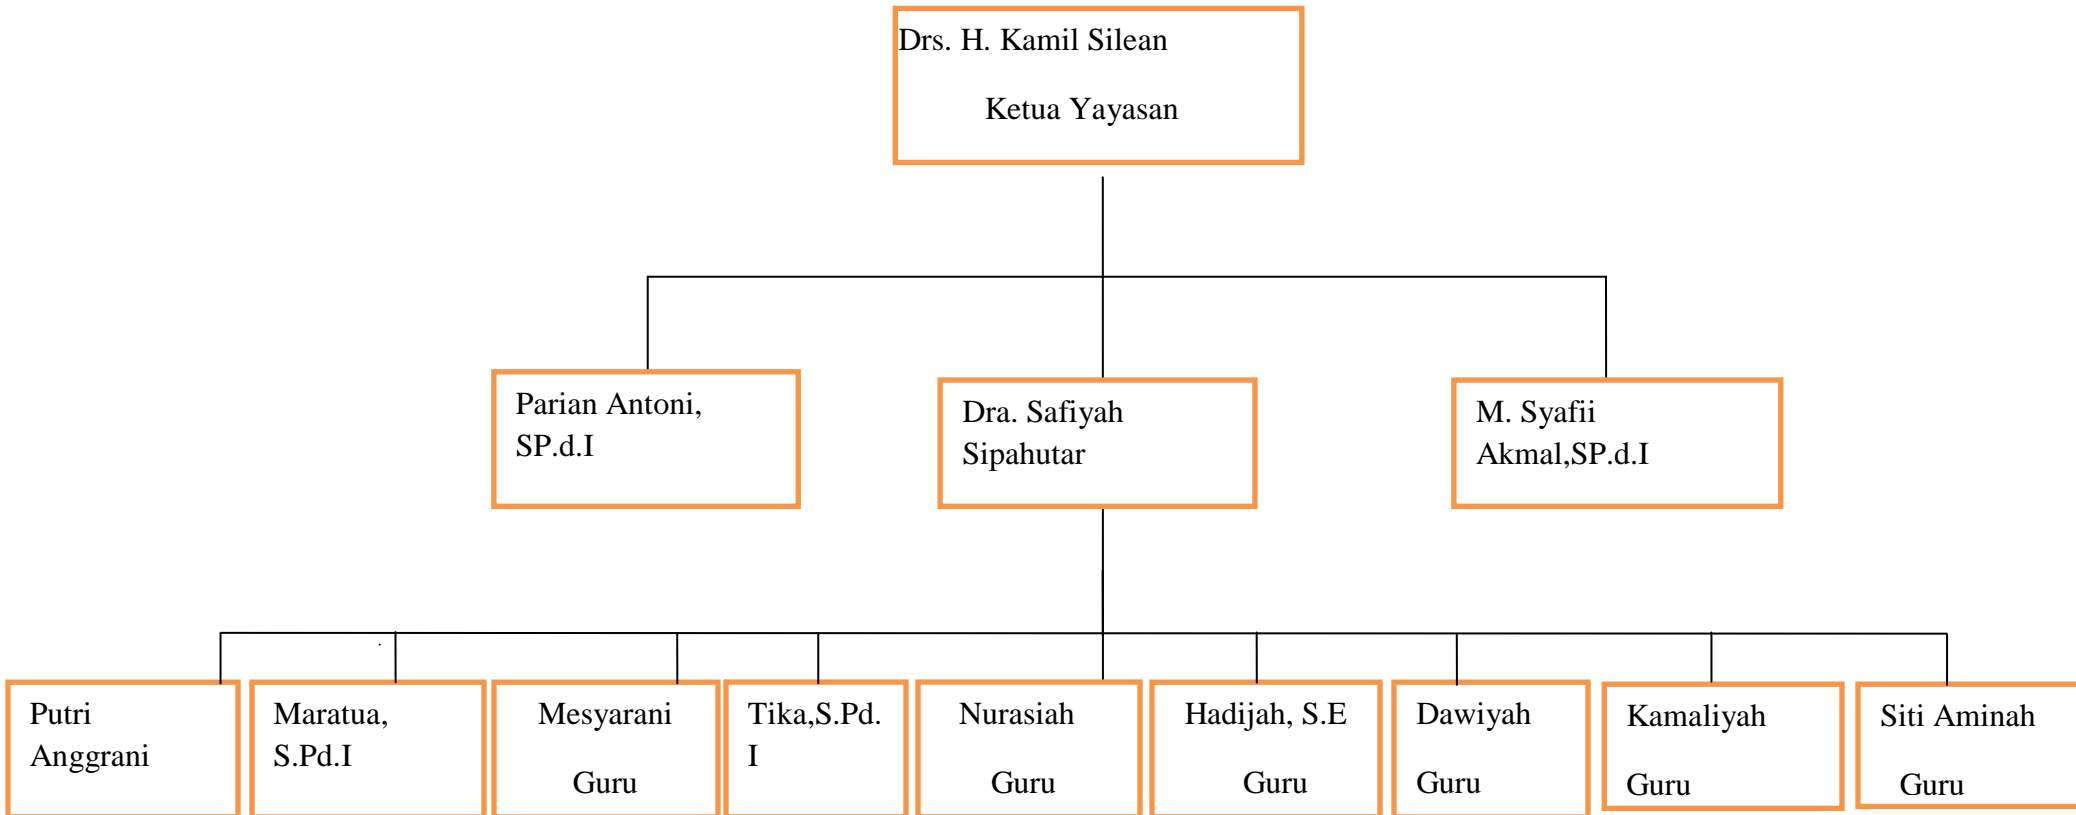 Drs. H. Kamil Silean
Ketua Yayasan
Parian Antoni,
SP.d.I
Dra. Safiyah
Sipahutar
M. Syafii
Akmal,SP.d.I
Putri
Anggrani
Maratua,
S.Pd.I
Mesyarani
Guru
Tika,S.Pd.
I
Nurasiah
Guru
Hadijah, S.E
Guru
Dawiyah
Guru
Kamaliyah
Guru
Siti Aminah
Guru